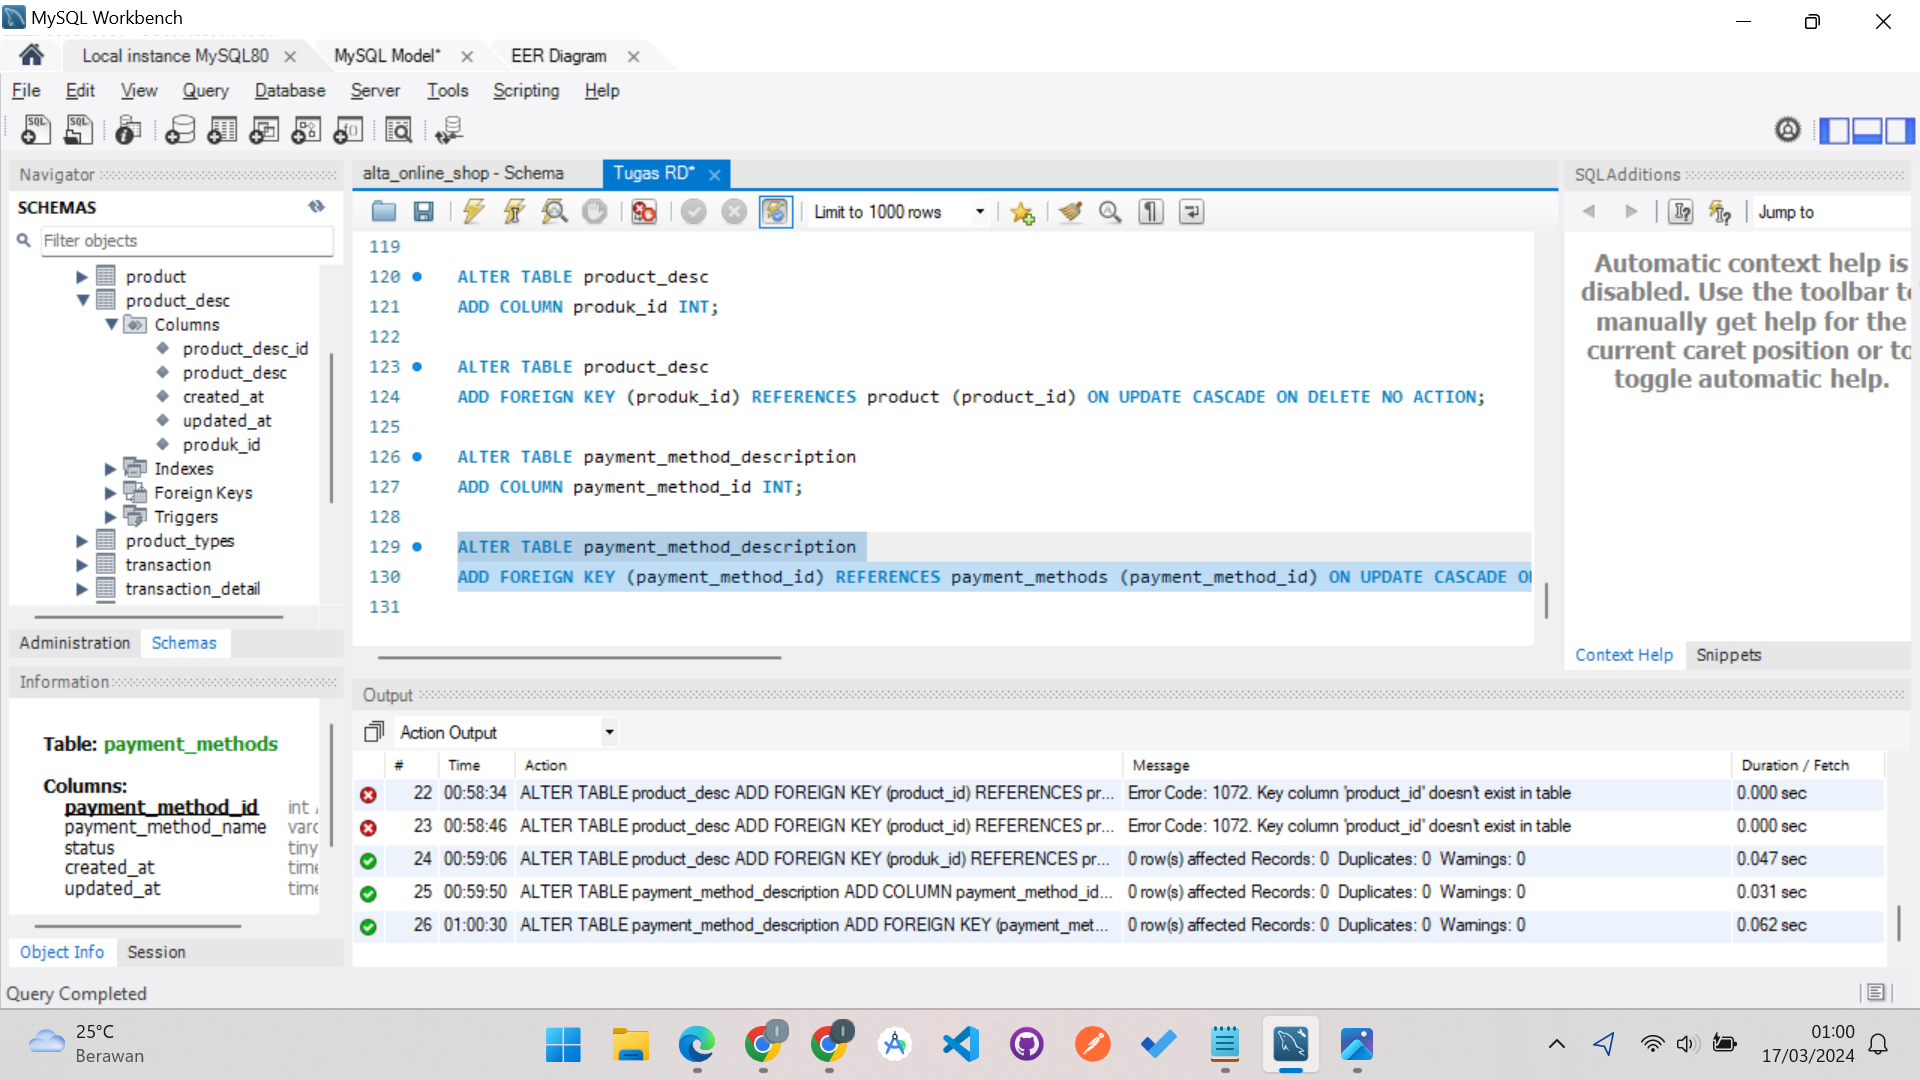 MySQL Workbench
Local instance MySQL80
MySQL Model*
EER Diagram
File Edit View Query Database Server Tools Scripting Help
Navigator
SCHEMAS
Filter objects
product
product_desc
Columns
product_desc_id
product_desc
created_at
updated_at
produk_id
Indexes
Foreign Keys
Triggers
product_types
transaction
transaction_detail
Administration Schemas
Information
Table: payment_methods
Columns:
payment_method_id int
payment_method_name varc
status tiny
created_at time
updated_at time
Object Info Session
Query Completed
alta_online_shop - Schema
Tugas RD*
Limit to 1000 rows
119
120 ALTER TABLE product_desc
121 ADD COLUMN produk_id INT;
122
123 ALTER TABLE product_desc
124 ADD FOREIGN KEY (produk_id) REFERENCES product (product_id) ON UPDATE CASCADE ON DELETE NO ACTION;
125
126 ALTER TABLE payment_method_description
127 ADD COLUMN payment_method_id INT;
128
129 ALTER TABLE payment_method_description
130 ADD FOREIGN KEY (payment_method_id) REFERENCES payment_methods (payment_method_id) ON UPDATE CASCADE
131
SQLAdditions
Jump to
Automatic context help is
disabled. Use the toolbar to
manually get help for the
current caret position or to
toggle automatic help.
Context Help Snippets
Output
Action Output
# Time Action Message Duration / Fetch
22 00:58:34 ALTER TABLE product_desc ADD FOREIGN KEY (product_id) REFERENCES pr... Error Code: 1072. Key column 'product_id' doesn't exist in table 0.000 sec
23 00:58:46 ALTER TABLE product_desc ADD FOREIGN KEY (product_id) REFERENCES pr... Error Code: 1072. Key column 'product_id' doesn't exist in table 0.000 sec
24 00:59:06 ALTER TABLE product_desc ADD FOREIGN KEY (produk_id) REFERENCES pr... 0 row(s) affected Records: 0 Duplicates: 0 Warnings: 0 0.047 sec
25 00:59:50 ALTER TABLE payment_method_description ADD COLUMN payment_method_id... 0 row(s) affected Records: 0 Duplicates: 0 Warnings: 0 0.031 sec
26 01:00:30 ALTER TABLE payment_method_description ADD FOREIGN KEY (payment_met... 0 row(s) affected Records: 0 Duplicates: 0 Warnings: 0 0.062 sec
25°C
Berawan
01:00
17/03/2024